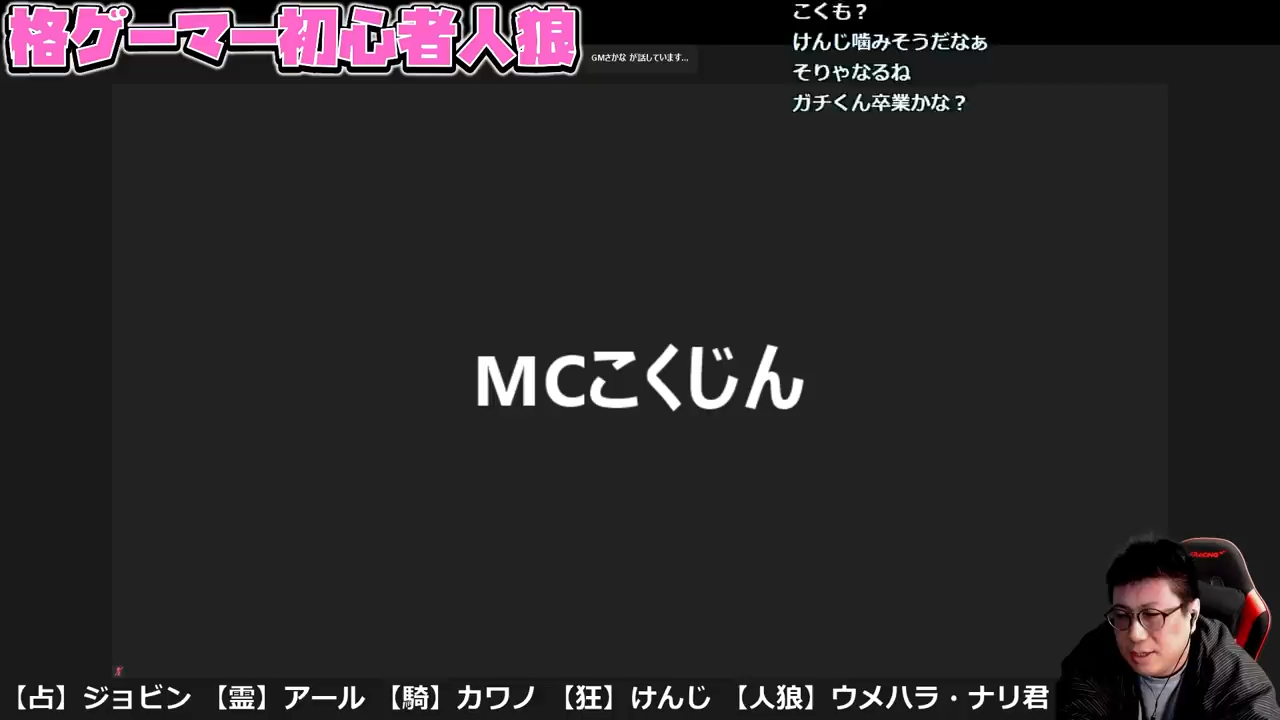 格ゲーマー初心者人狼
GMさかな が話しています...
こくも？
けんじ噛みそうだなぁ
そりゃなるね
ガチくん卒業かな？
MCこくじん
【占】ジョビン 【霊】アール 【騎】カワノ 【狂】けんじ 【人狼】ウメハラ・ナリ君